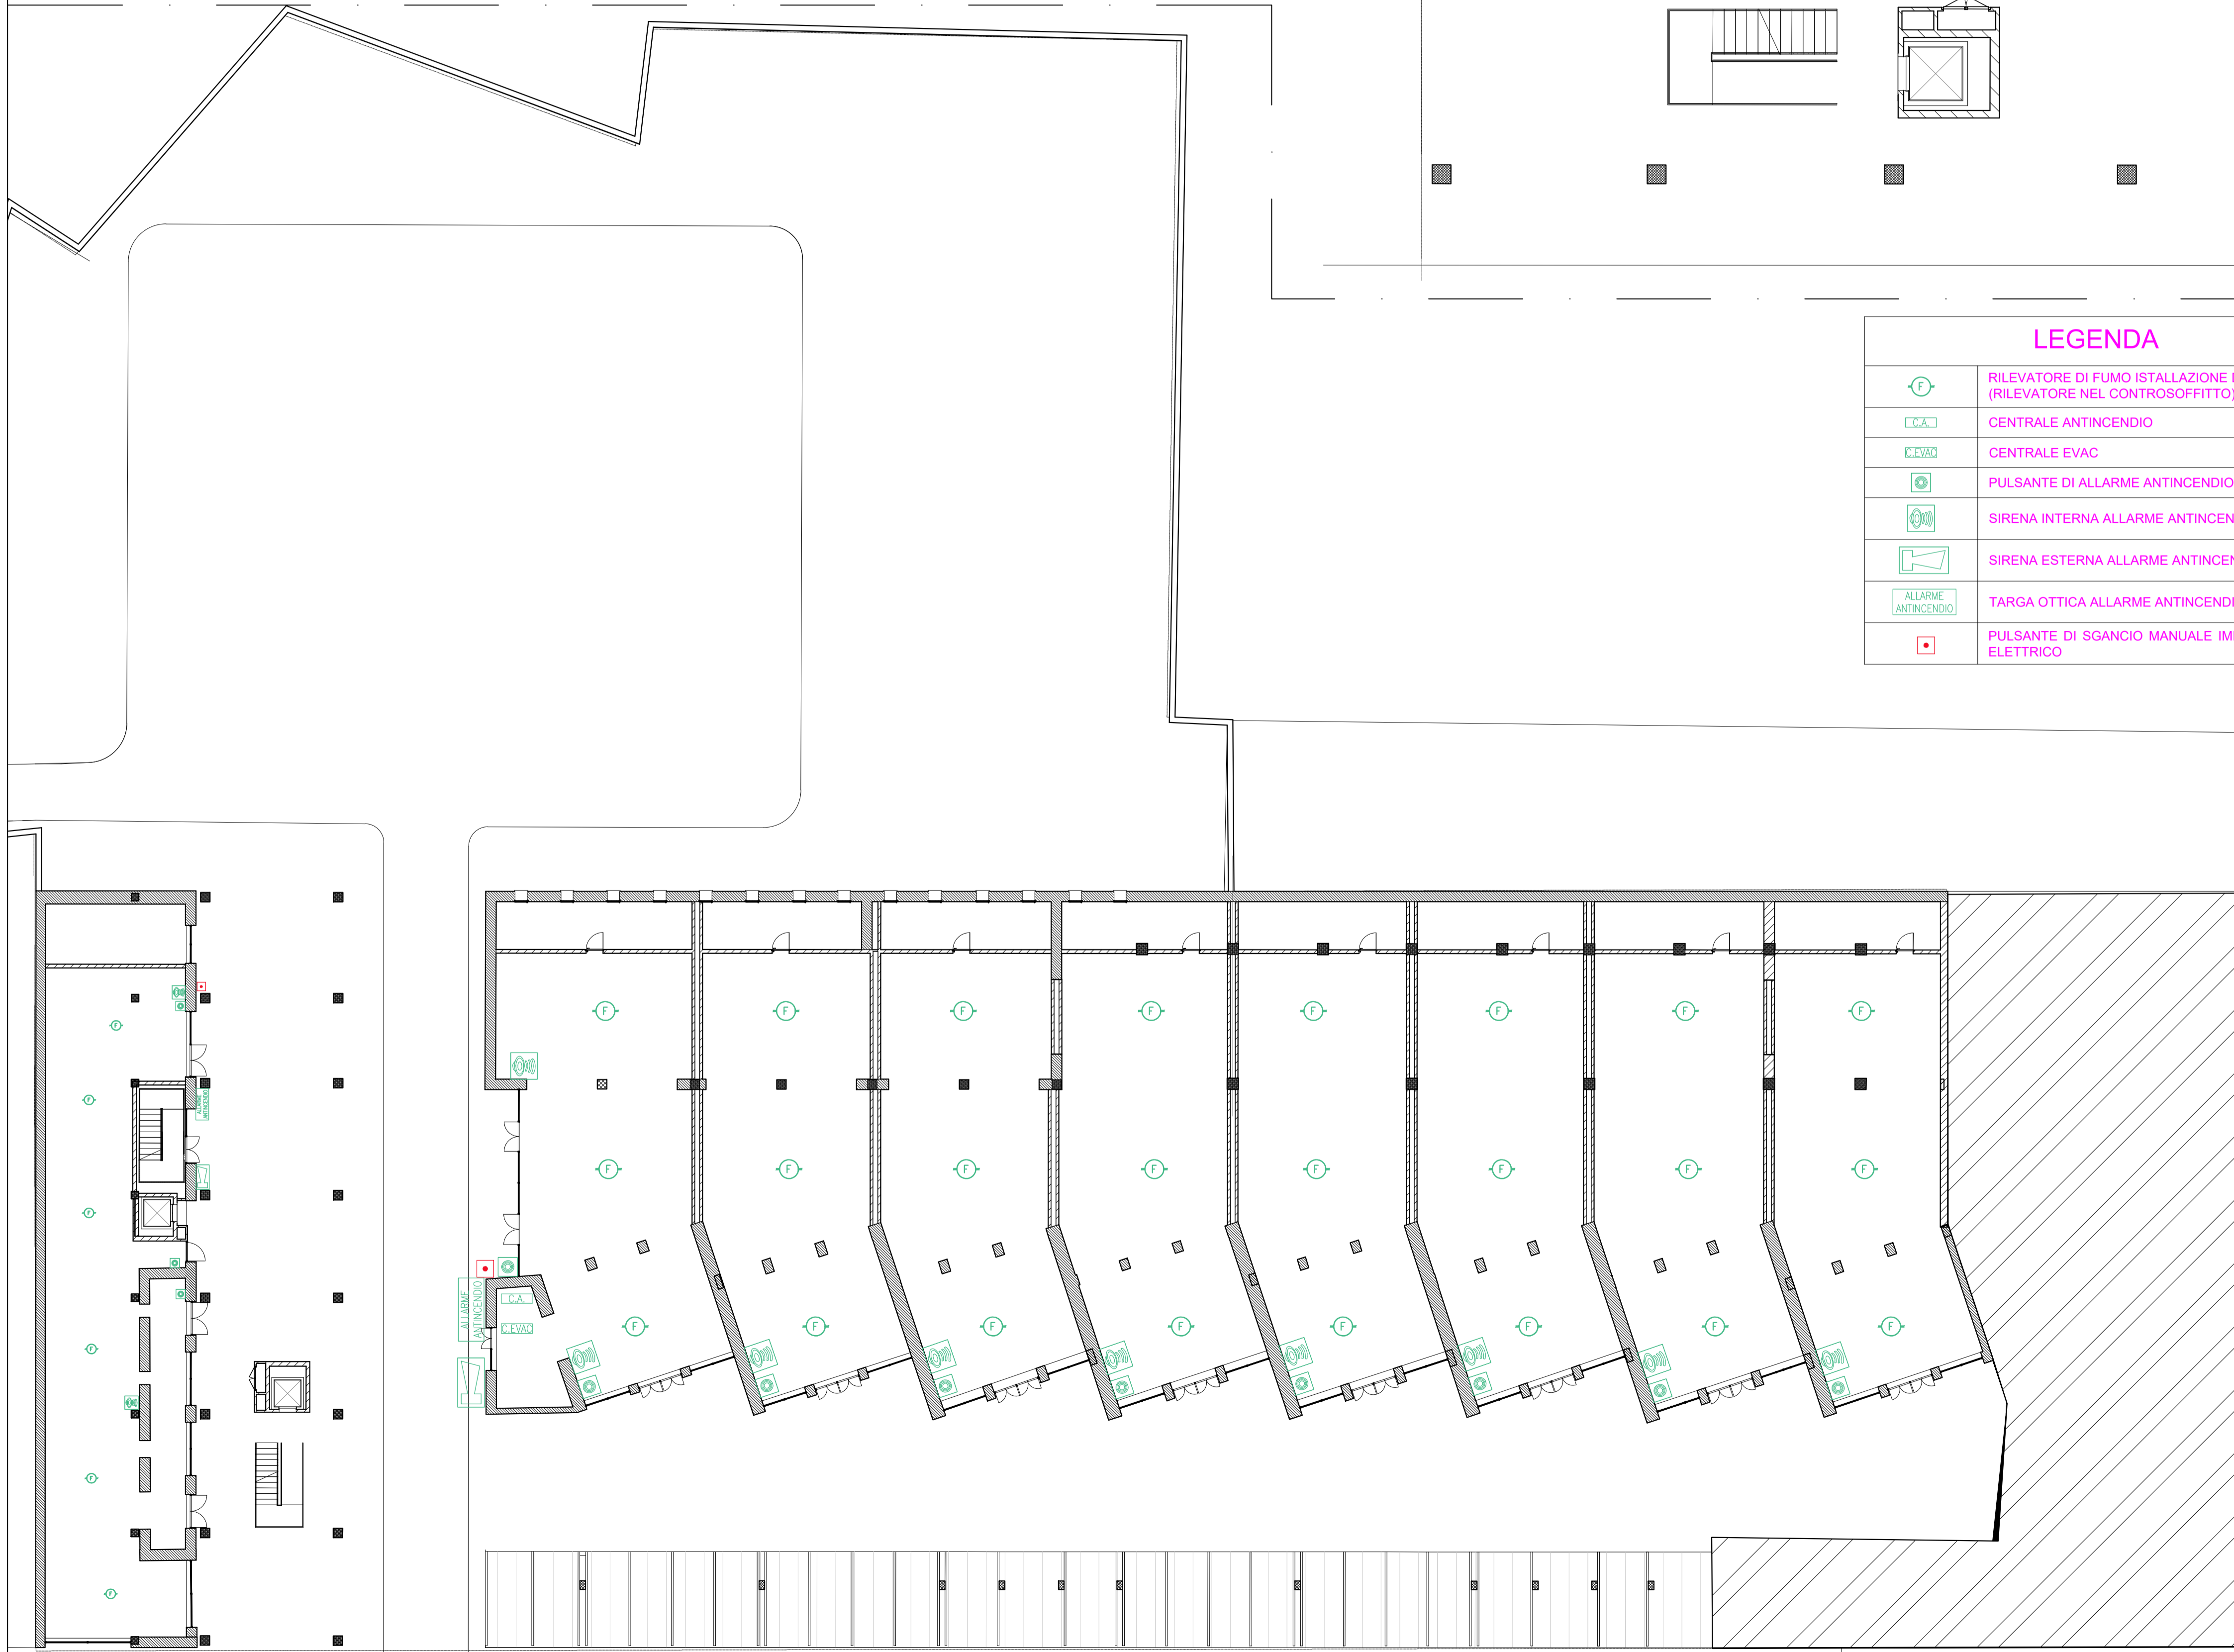 LEGENDA
F
RILEVATORE DI FUMO ISTALLAZIONE
(RILEVATORE NEL CONTROSOFFITTO)
C.A.
CENTRALE ANTINCENDIO
C.EVAC
CENTRALE EVAC
PULSANTE DI ALLARME ANTINCENDIO
SIRENA INTERNA ALLARME ANTINCEN
SIRENA ESTERNA ALLARME ANTINCEN
ALLARME
ANTINCENDIO
TARGA OTTICA ALLARME ANTINCENDI
PULSANTE DI SGANCIO MANUALE IM
ELETTRICO
F F F F F F F F
F
F
ALLARME
ANTINCENDIO
F F F F F F F F
F
ALLARME
ANTINCENDIO
C.A.
C.EVAC
F F F F F F F F
F
F
F